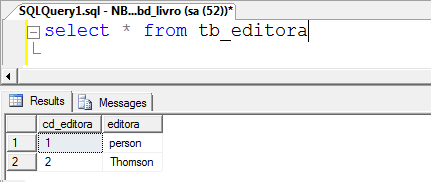 SQLQuery1.sql - NB...bd_livro (sa (52))*
select * from tb_editora
Results Messages
cd_editora editora
1 1 person
2 2 Thomson